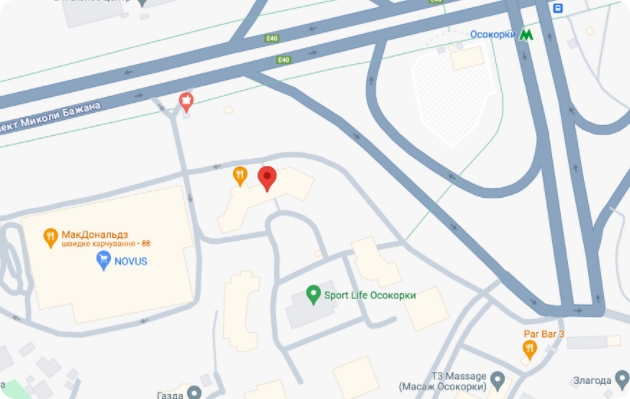 E40
Осокорки
E40
E40
ект Миколи Бажана
МакДональдз
швидке харчування •
NOVUS
Sport Life Осокорки
Par Bar 3
T3 Massage
(Масаж Осокорки)
Злагода
Газда